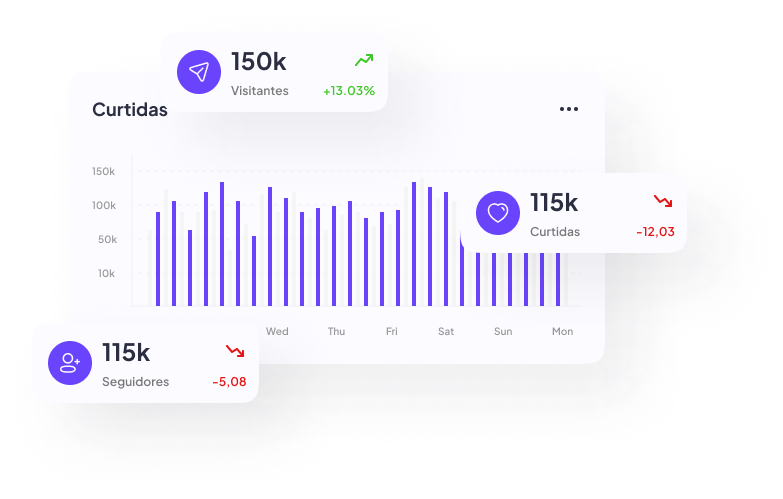 150k
Visitantes +13.03%
Curtidas
150k
100k
50k
10k
115k
Curtidas -12,03
Wed Thu Fri Sat Sun Mon
115k
Seguidores -5,08